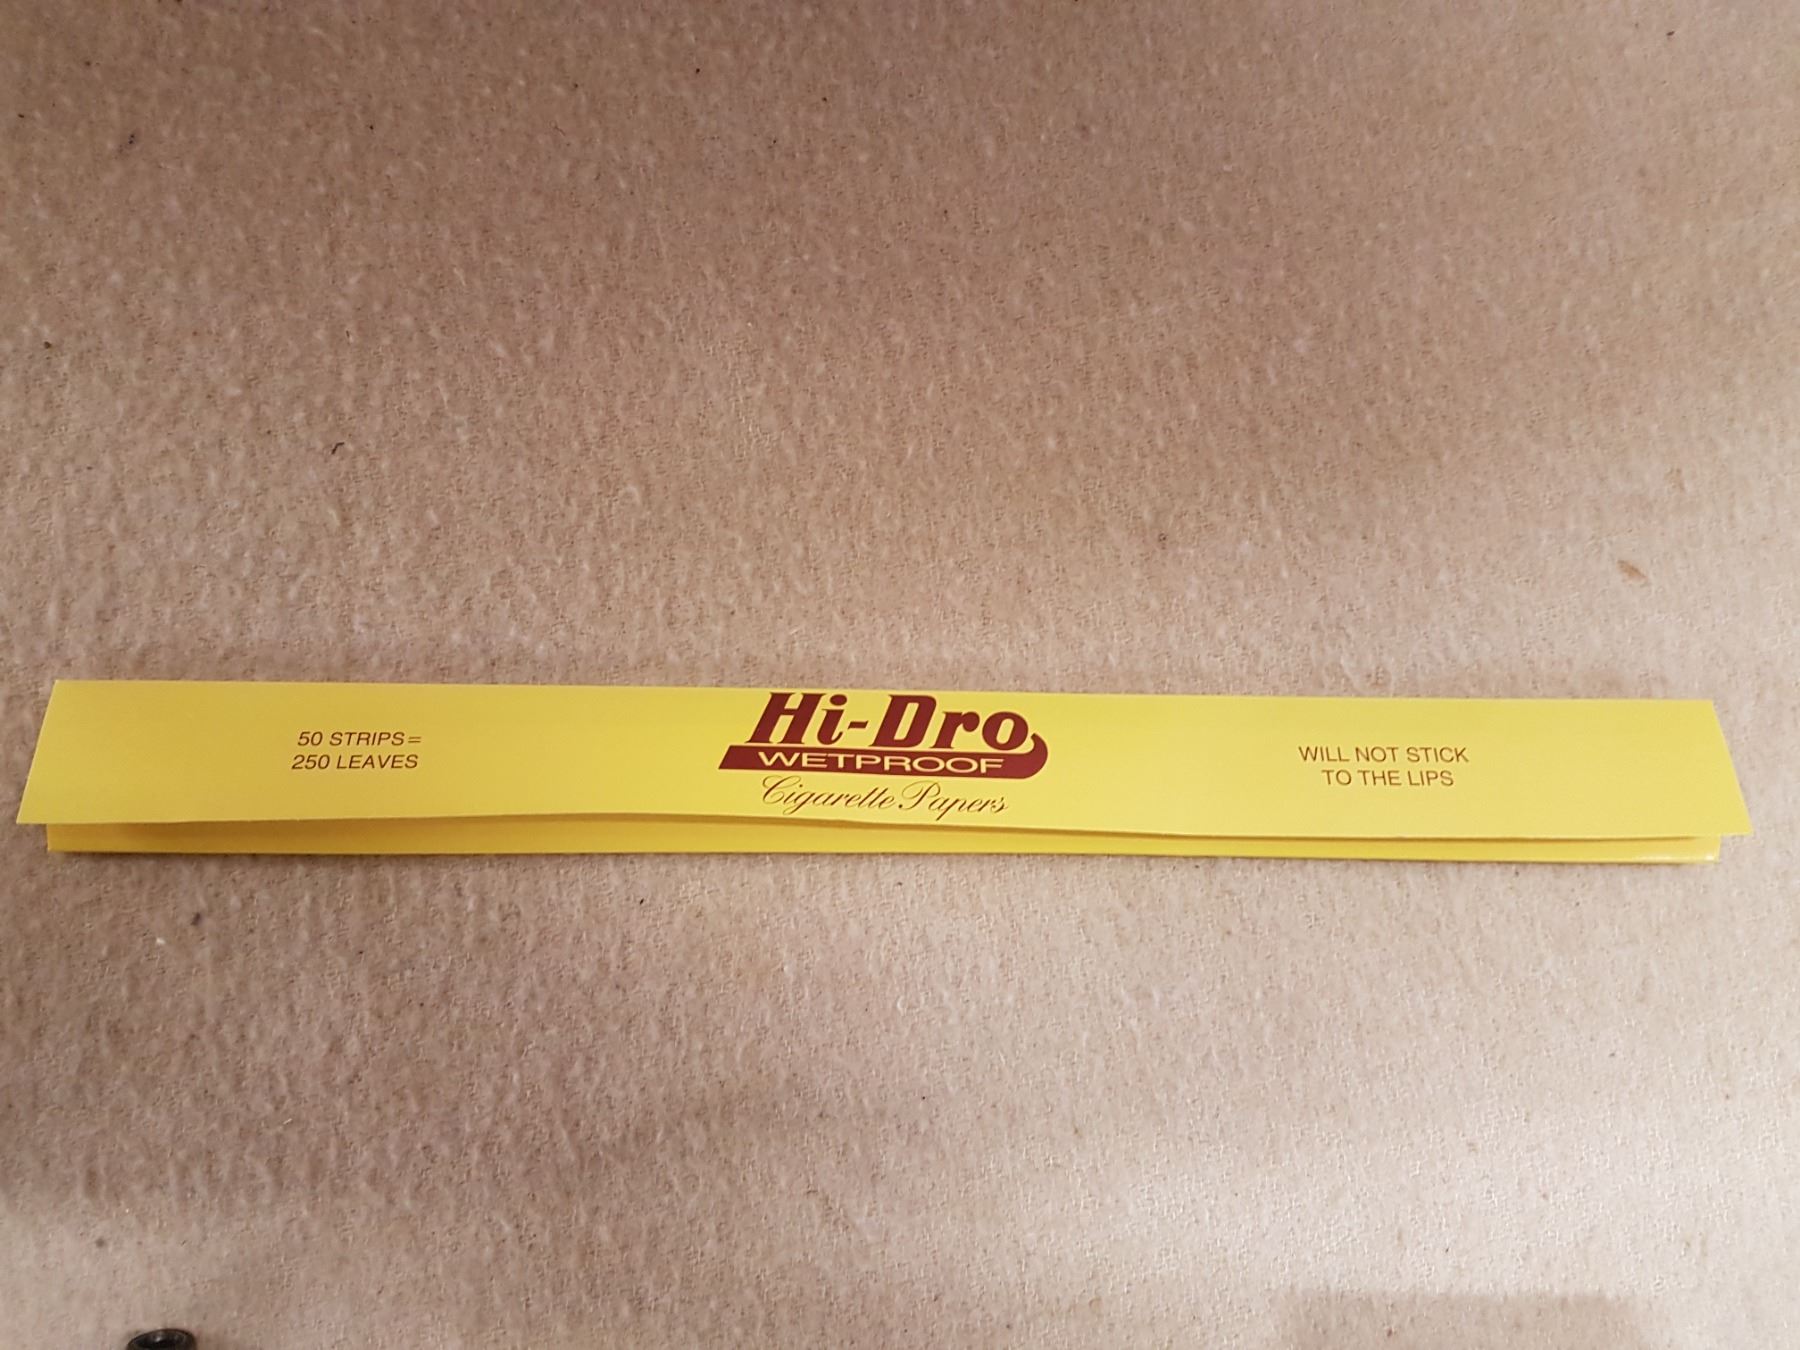 50 STRIPS=
250 LEAVES
Hi-Dro
WETPROOF
Cigarette Papers
WILL NOT STICK
TO THE LIPS